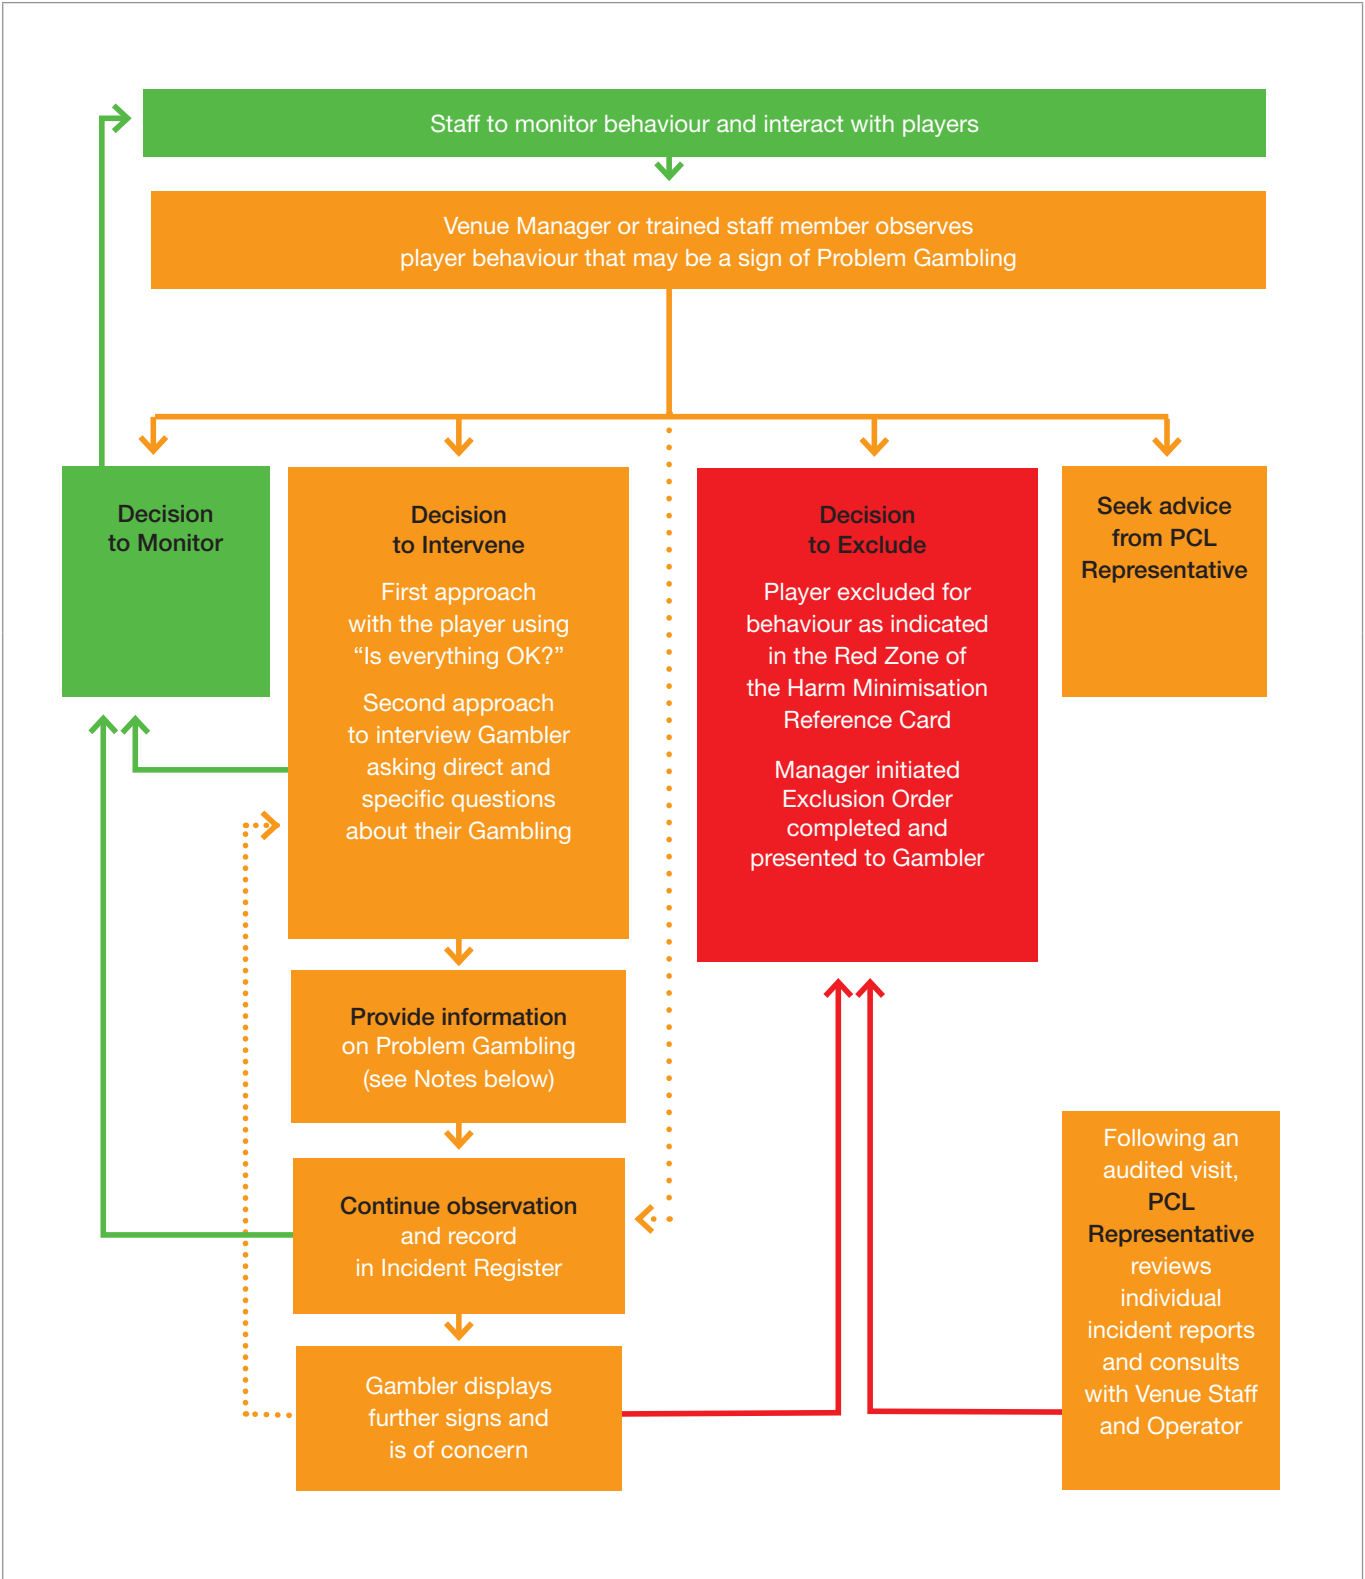 Staff to monitor behaviour and interact with players
Venue Manager or trained staff member observes
player behaviour that may be a sign of Problem Gambling
Decision
to Monitor
Decision
to Intervene
First approach
with the player using
“Is everything OK?”
Second approach
to interview Gambler
asking direct and
specific questions
about their Gambling
Decision
to Exclude
Player excluded for
behaviour as indicated
in the Red Zone of
the Harm Minimisation
Reference Card
Manager initiated
Exclusion Order
completed and
presented to Gambler
Seek advice
from PCL
Representative
Provide information
on Problem Gambling
(see Notes below)
Continue observation
and record
in Incident Register
Gambler displays
further signs and
is of concern
Following an
audited visit,
PCL
Representative
reviews
individual
incident reports
and consults
with Venue Staff
and Operator